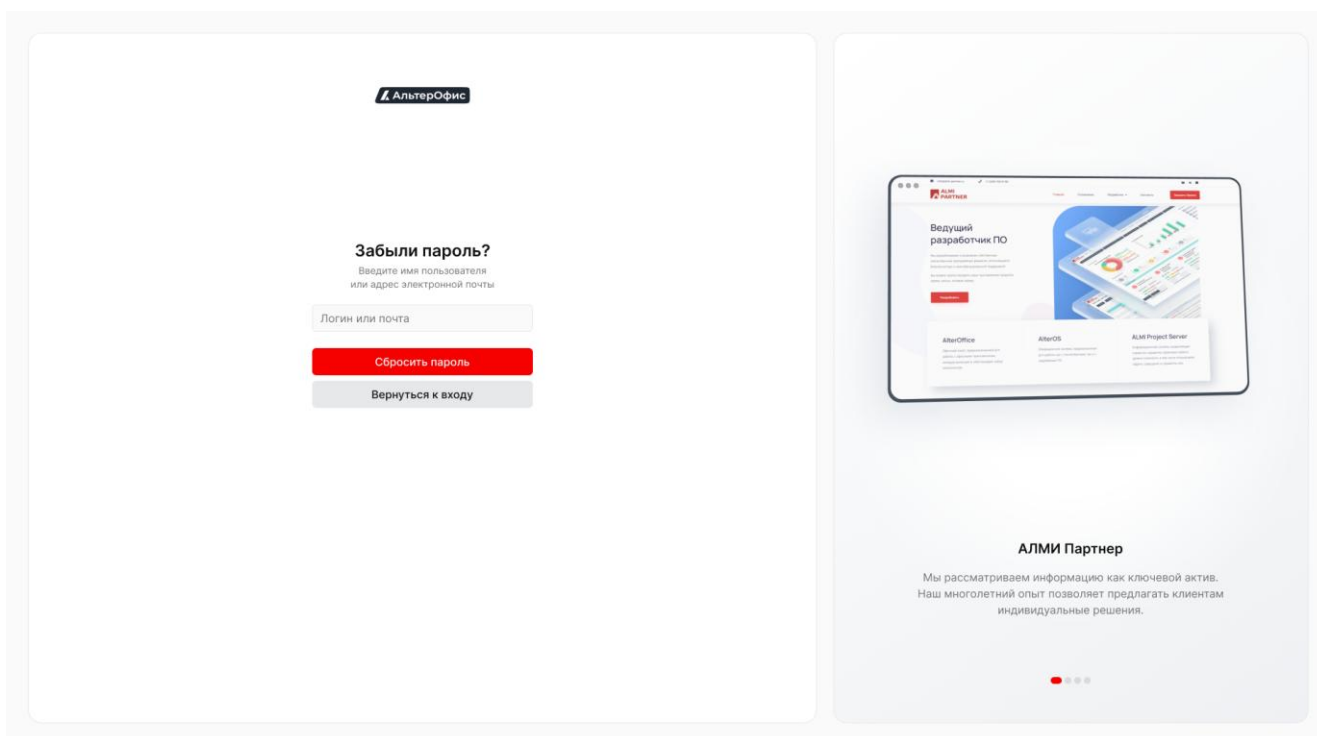 АльтерОфис
Забыли пароль?
Введите имя пользователя
или адрес электронной почты
Логин или почта
Сбросить пароль
Вернуться к входу
ALMI
PARTNER
Ведущий
разработчик ПО
AlterOffice
AlterOS
ALMI Project Server
АЛМИ Партнер
Мы рассматриваем информацию как ключевой актив.
Наш многолетний опыт позволяет предлагать клиентам
индивидуальные решения.